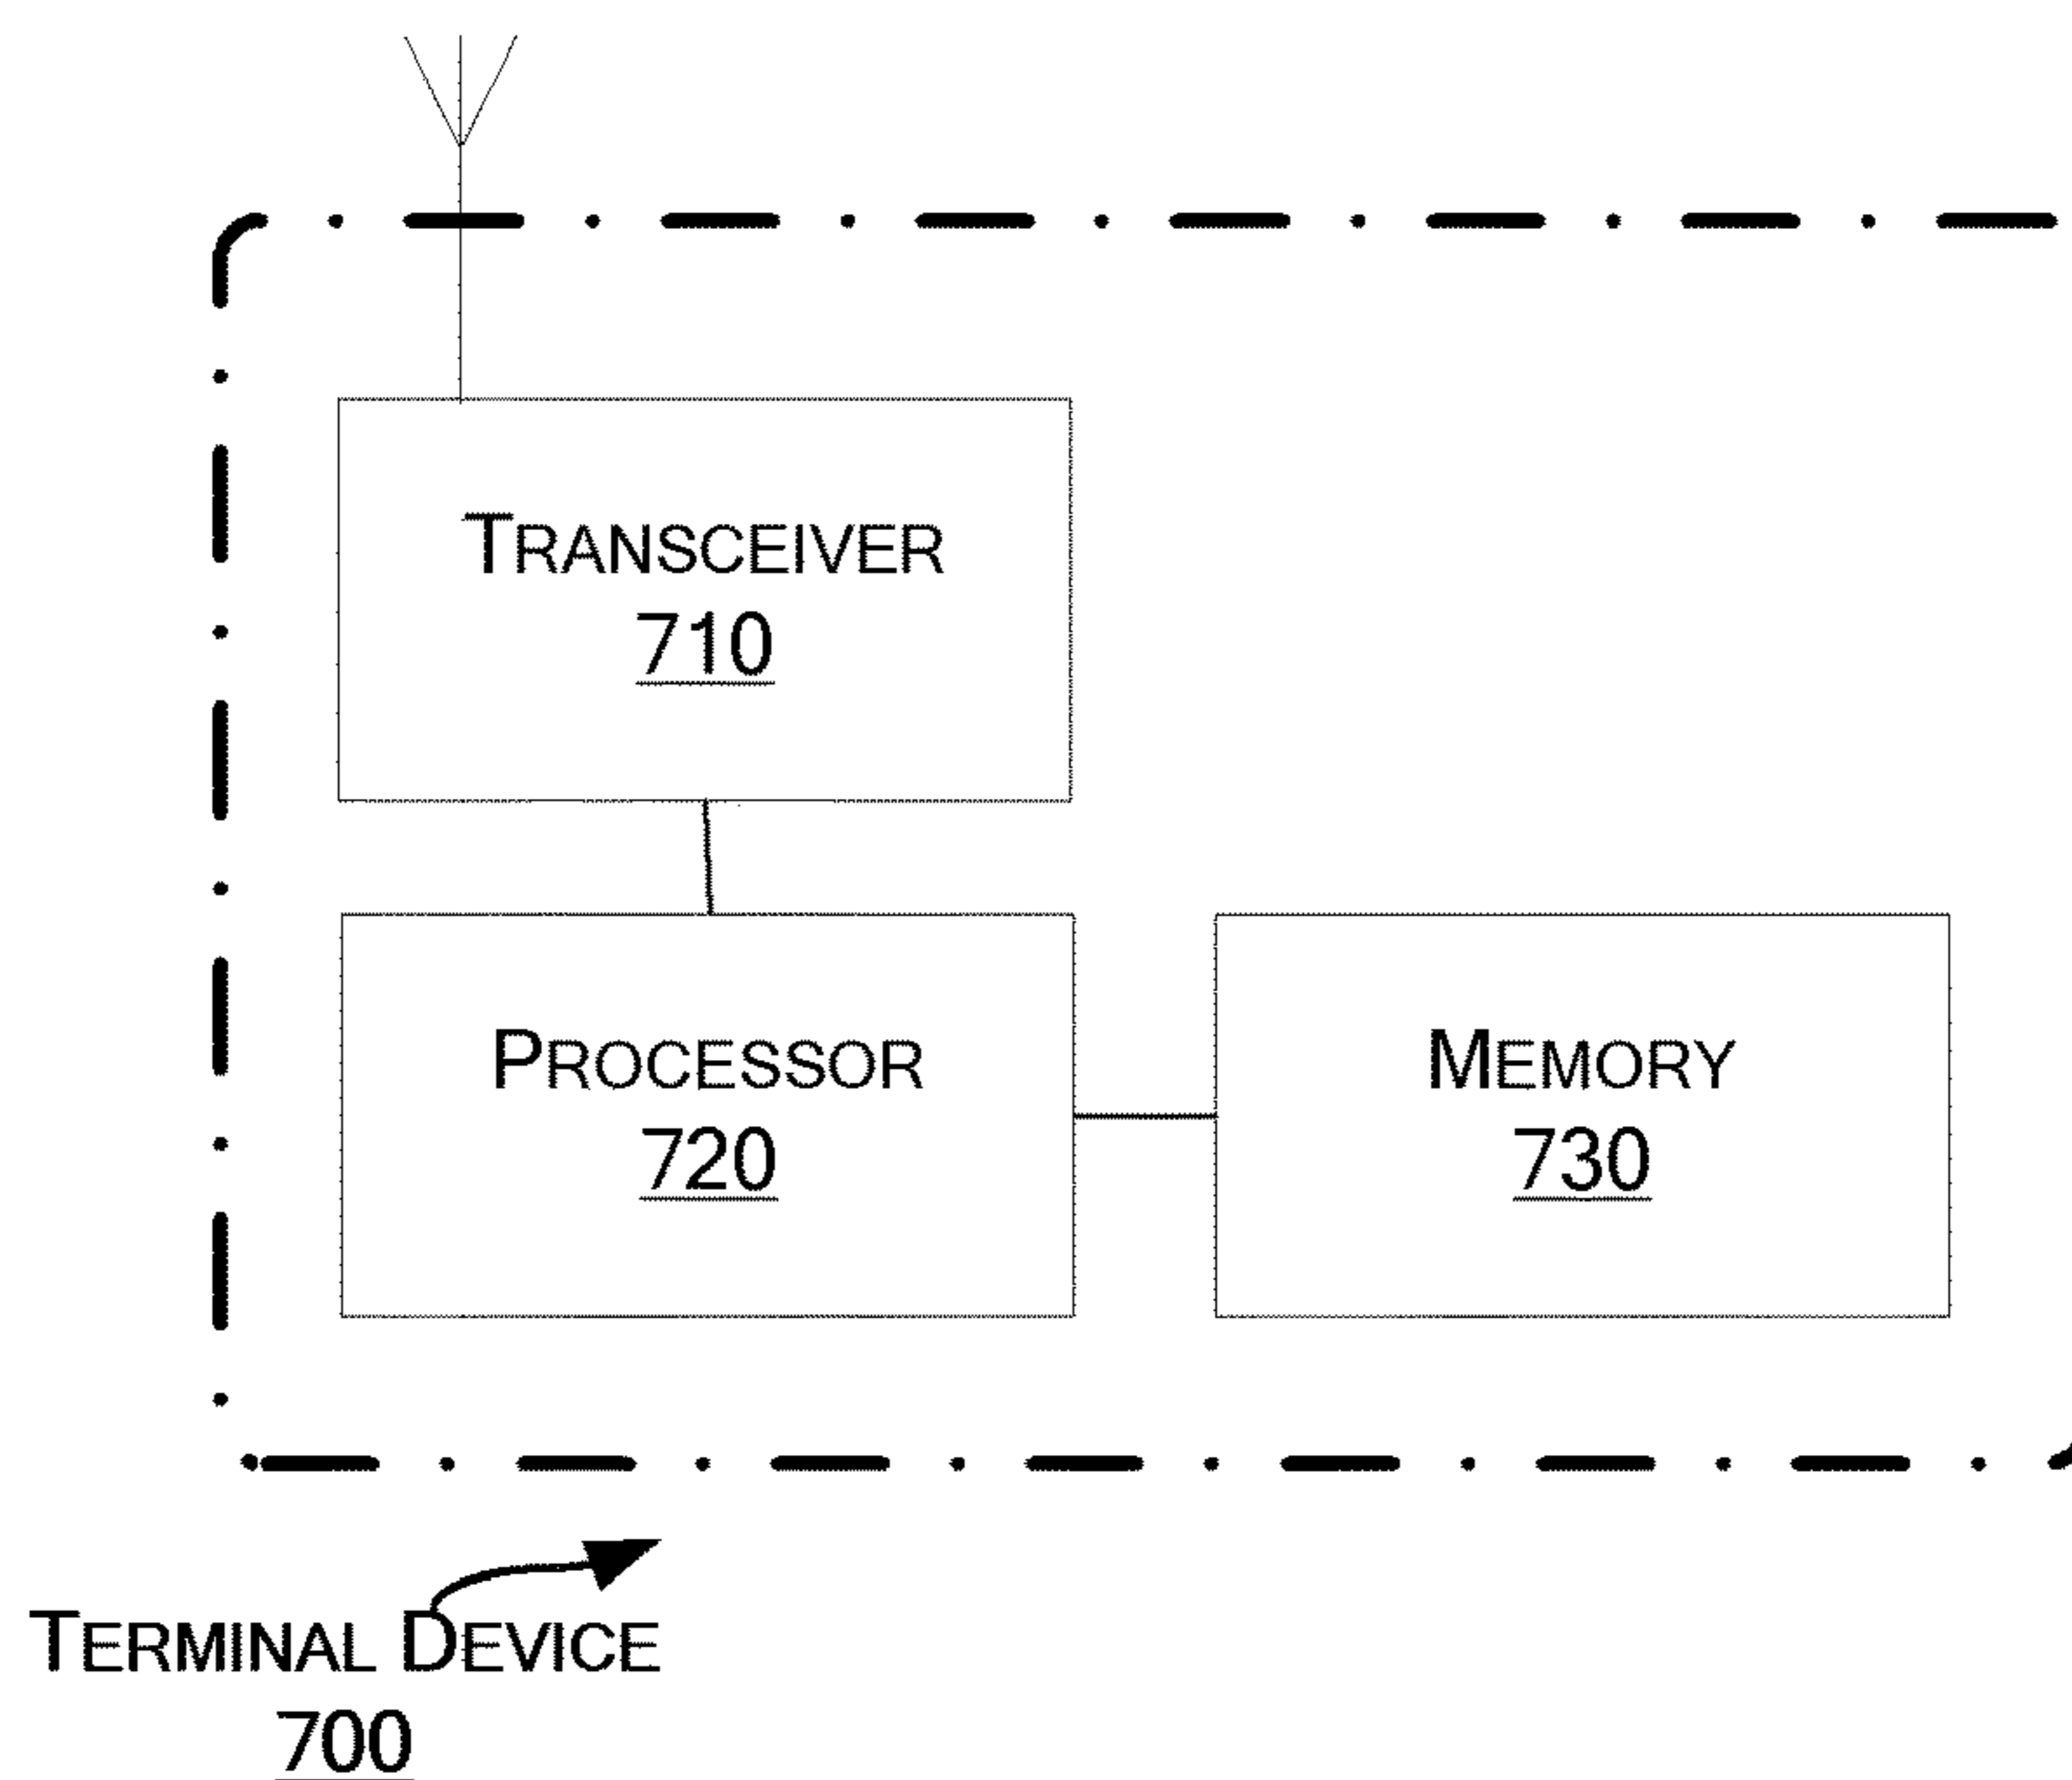 TRANSCEIVER
710
PROCESSOR
720
MEMORY
730
TERMINAL DEVICE
700